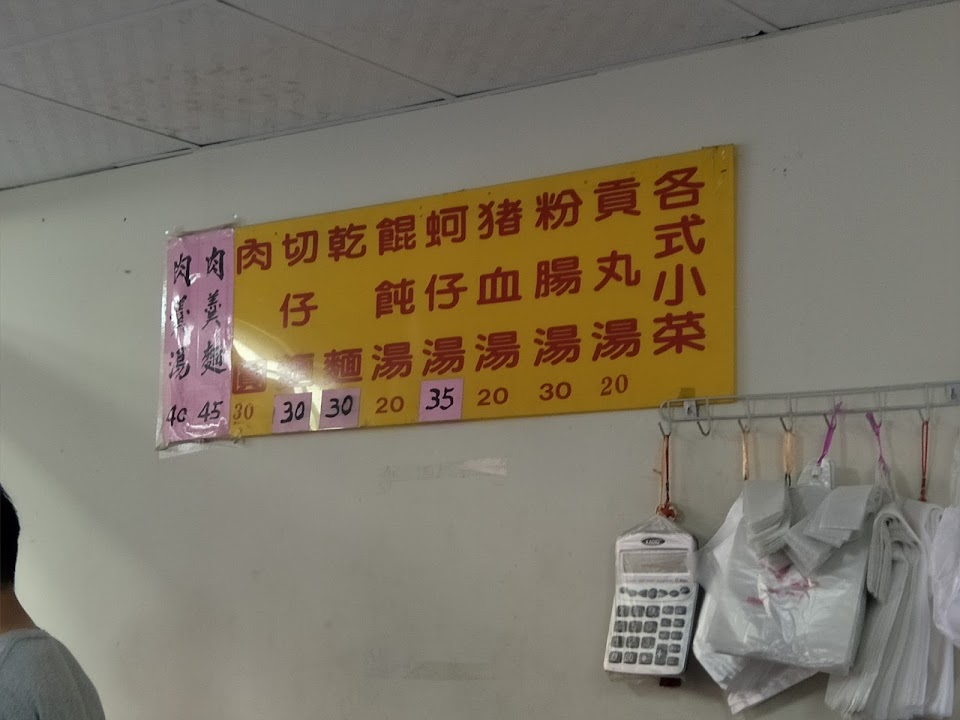 各式小菜
貢丸湯 20
粉腸湯 30
猪血湯 20
蚵仔湯 35
餛飩湯 20
乾麵 30
切仔麵 30
肉圓 30
肉羹麵 45
肉羹湯 40